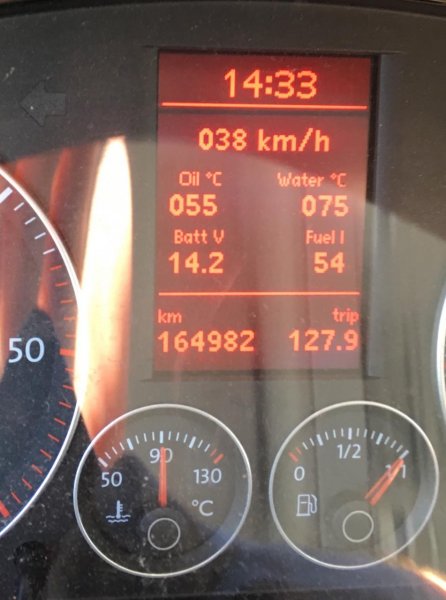 14:33
038 km/h
Oil °C Water °C
055 075
Batt V Fuel l
14.2 54
km trip
164982 127.9
50
50 90 130
°C
0 1/2 1/1